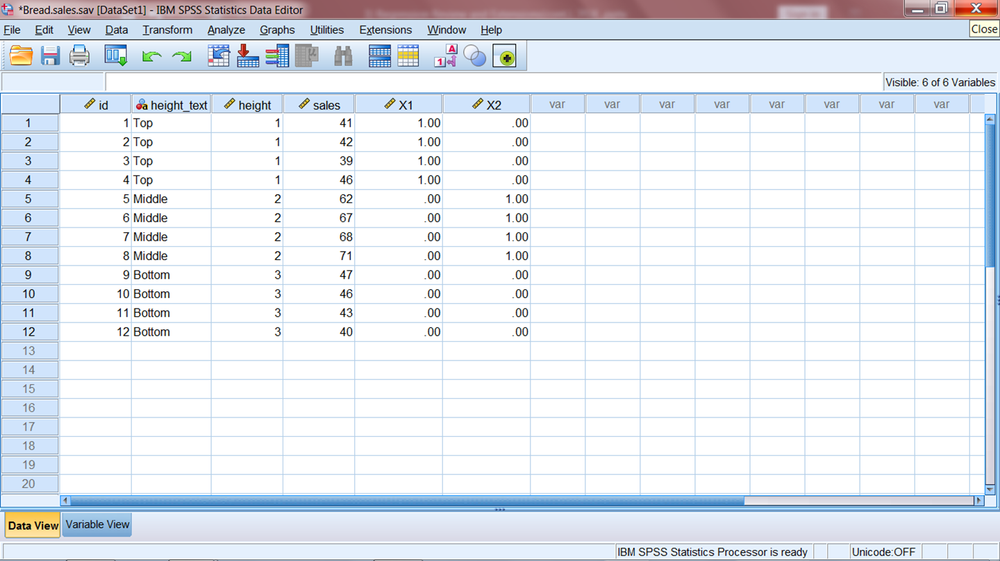 *Bread.sales.sav [DataSet1] - IBM SPSS Statistics Data Editor
File Edit View Data Transform Analyze Graphs Utilities Extensions Window Help
Close
Visible: 6 of 6 Variables
id height_text height sales X1 X2 var var var var var var var var
1 1 Top 1 41 1.00 .00
2 2 Top 1 42 1.00 .00
3 3 Top 1 39 1.00 .00
4 4 Top 1 46 1.00 .00
5 5 Middle 2 62 .00 1.00
6 6 Middle 2 67 .00 1.00
7 7 Middle 2 68 .00 1.00
8 8 Middle 2 71 .00 1.00
9 9 Bottom 3 47 .00 .00
10 10 Bottom 3 46 .00 .00
11 11 Bottom 3 43 .00 .00
12 12 Bottom 3 40 .00 .00
13
14
15
16
17
18
19
20
Data View Variable View
IBM SPSS Statistics Processor is ready Unicode:OFF